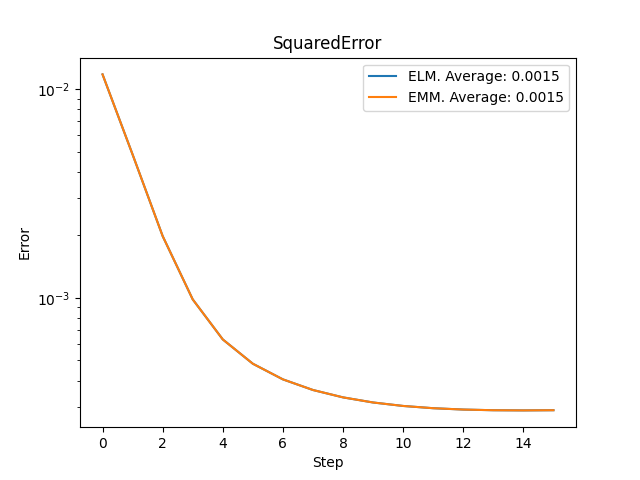 SquaredError
ELM. Average: 0.0015
EMM. Average: 0.0015
10⁻²
10⁻³
Error
0 2 4 6 8 10 12 14
Step